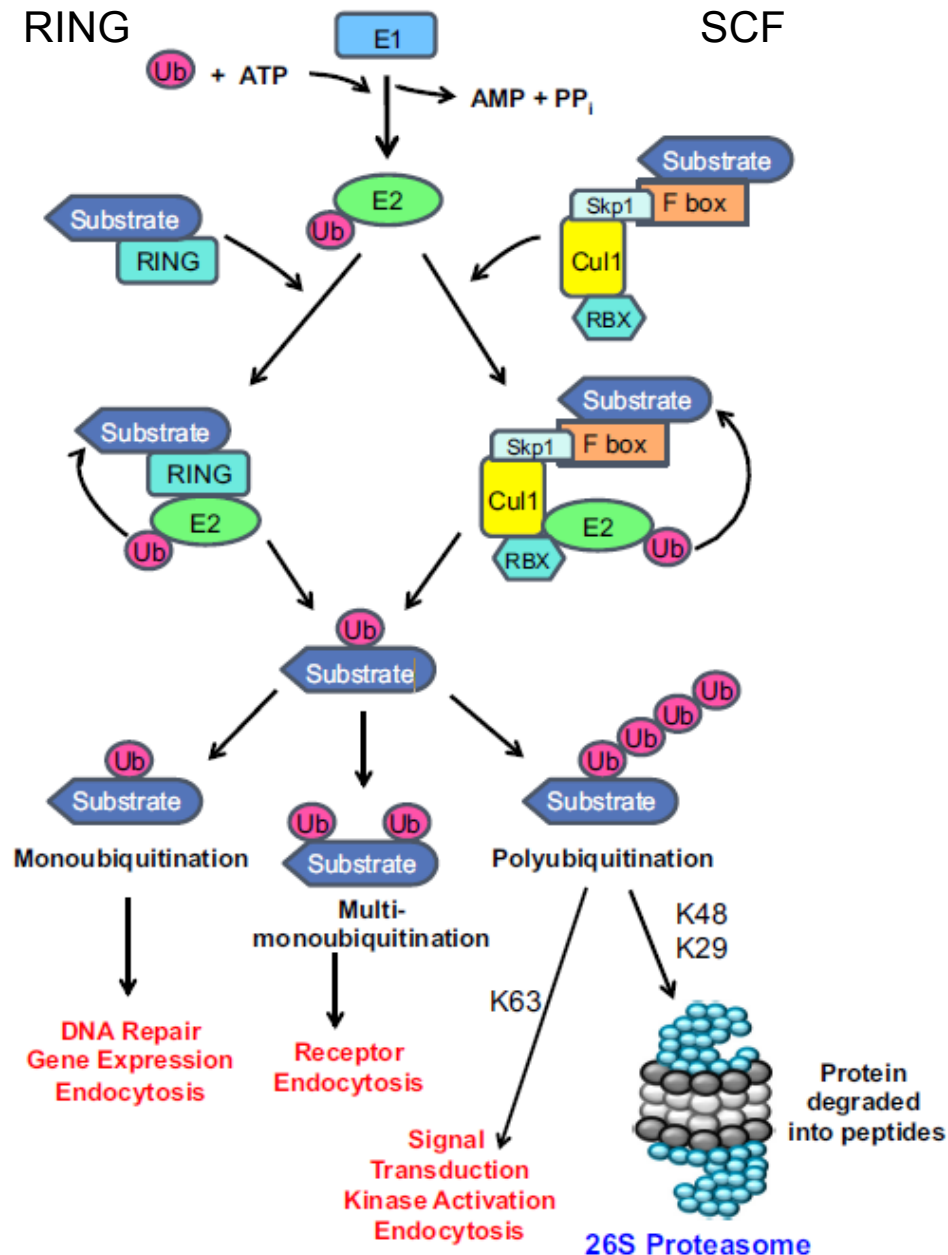 RING
SCF
E1
Ub + ATP
AMP + PPi
Substrate
F box
Skp1
Cul1
RBX
E2
Ub
Substrate
RING
Substrate
F box
Skp1
Cul1
E2
Ub
RBX
Substrate
RING
E2
Ub
Ub
Substrate
Ub
Substrate
Monoubiquitination
Ub Ub
Substrate
Multi-
monoubiquitination
Ub Ub Ub Ub
Substrate
Polyubiquitination
K48
K29
K63
DNA Repair
Gene Expression
Endocytosis
Receptor
Endocytosis
Signal
Transduction
Kinase Activation
Endocytosis
Protein
degraded
into peptides
26S Proteasome